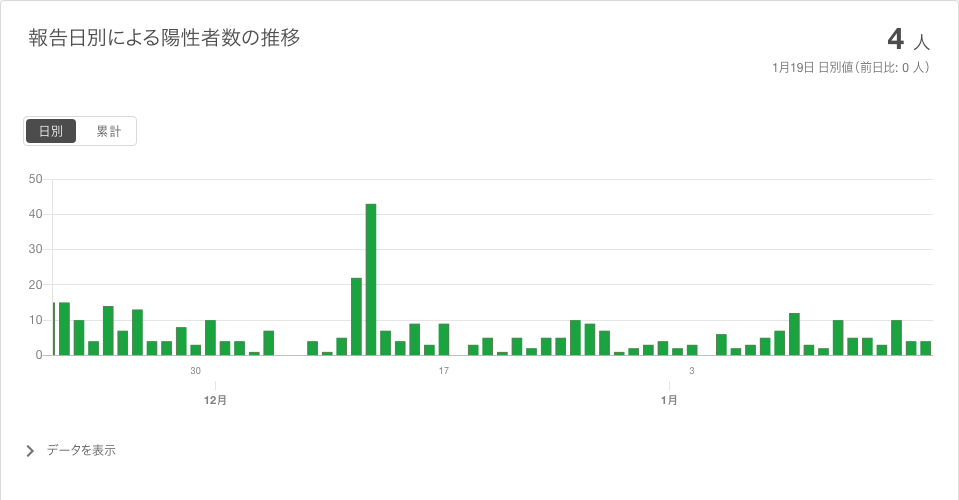 報告日別による陽性者数の推移
4 人
1月19日 日別値（前日比: 0 人）
日別 累計
50
40
30
20
10
0
30 17 3
12月 1月
データを表示